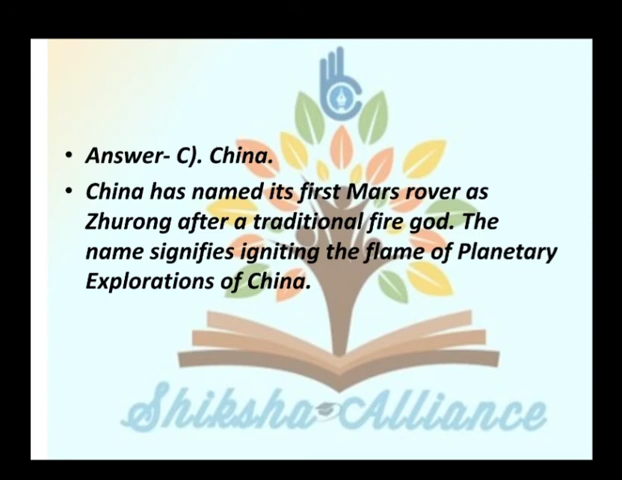 • Answer- C). China.
• China has named its first Mars rover as
Zhurong after a traditional fire god. The
name signifies igniting the flame of Planetary
Explorations of China.
Shiksha Alliance